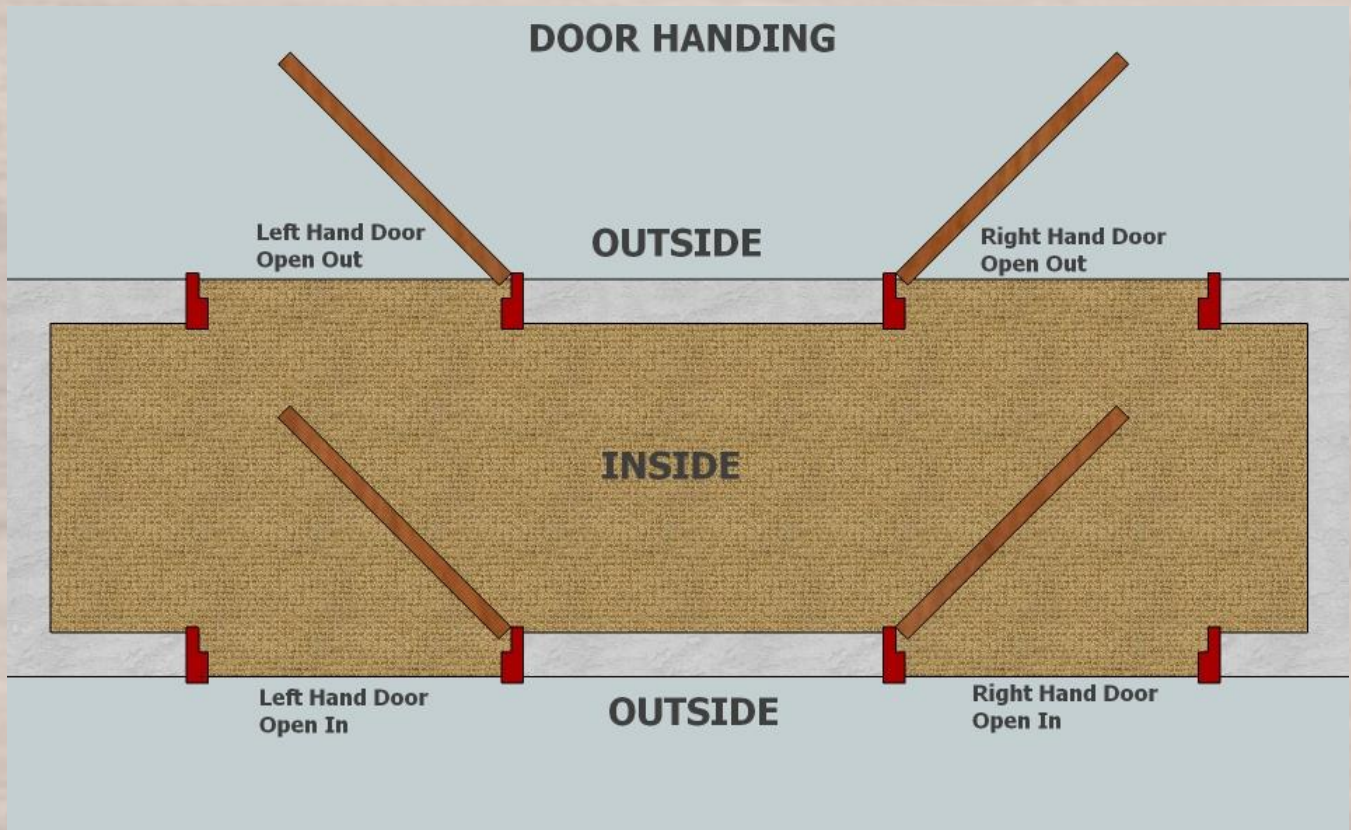 DOOR HANDING
Left Hand Door
Open Out
OUTSIDE
Right Hand Door
Open Out
INSIDE
Left Hand Door
Open In
OUTSIDE
Right Hand Door
Open In